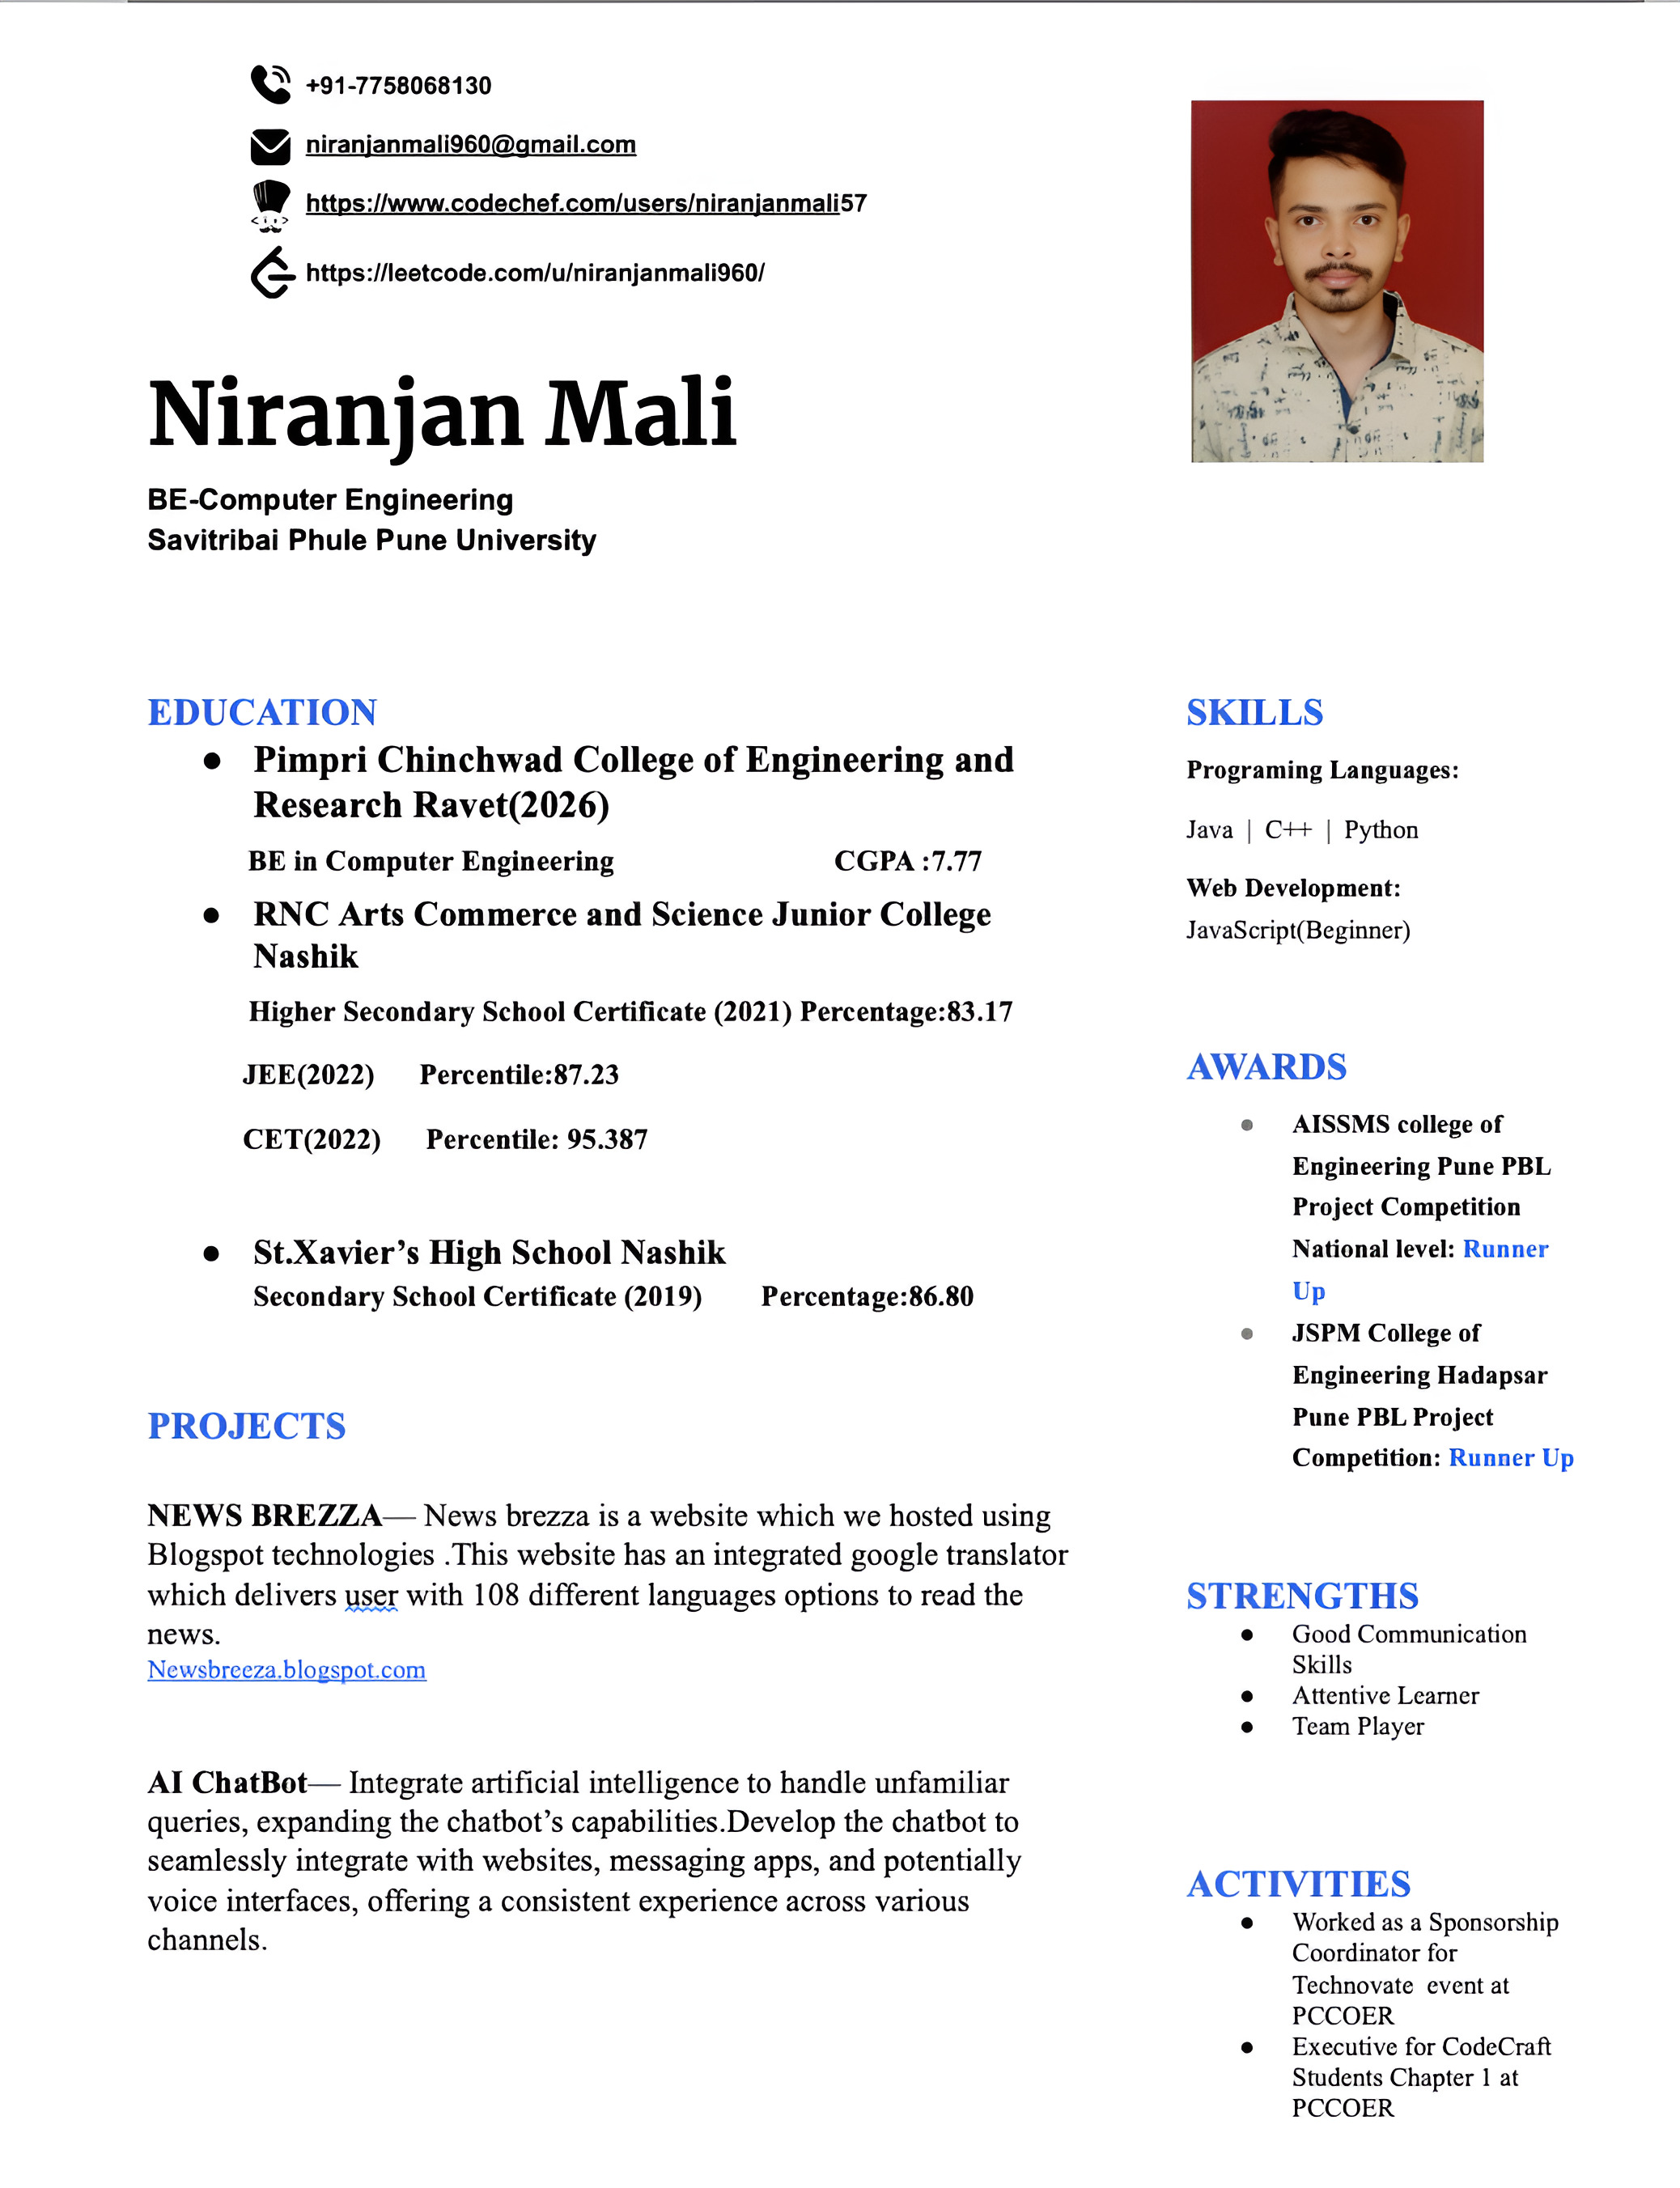 +91-7758068130
niranjanmali960@gmail.com
https://www.codechef.com/users/niranjanmali57
https://leetcode.com/u/niranjanmali960/
Niranjan Mali
BE-Computer Engineering
Savitribai Phule Pune University
EDUCATION
● Pimpri Chinchwad College of Engineering and
Research Ravet(2026)
BE in Computer Engineering CGPA :7.77
● RNC Arts Commerce and Science Junior College
Nashik
Higher Secondary School Certificate (2021) Percentage:83.17
JEE(2022) Percentile:87.23
CET(2022) Percentile: 95.387
● St.Xavier’s High School Nashik
Secondary School Certificate (2019) Percentage:86.80
PROJECTS
NEWS BREZZA— News brezza is a website which we hosted using
Blogspot technologies .This website has an integrated google translator
which delivers user with 108 different languages options to read the
news.
Newsbreeza.blogspot.com
AI ChatBot— Integrate artificial intelligence to handle unfamiliar
queries, expanding the chatbot’s capabilities.Develop the chatbot to
seamlessly integrate with websites, messaging apps, and potentially
voice interfaces, offering a consistent experience across various
channels.
SKILLS
Programing Languages:
Java | C++ | Python
Web Development:
JavaScript(Beginner)
AWARDS
● AISSMS college of
Engineering Pune PBL
Project Competition
National level: Runner
Up
● JSPM College of
Engineering Hadapsar
Pune PBL Project
Competition: Runner Up
STRENGTHS
● Good Communication
Skills
● Attentive Learner
● Team Player
ACTIVITIES
● Worked as a Sponsorship
Coordinator for
Technovate event at
PCCOER
● Executive for CodeCraft
Students Chapter 1 at
PCCOER